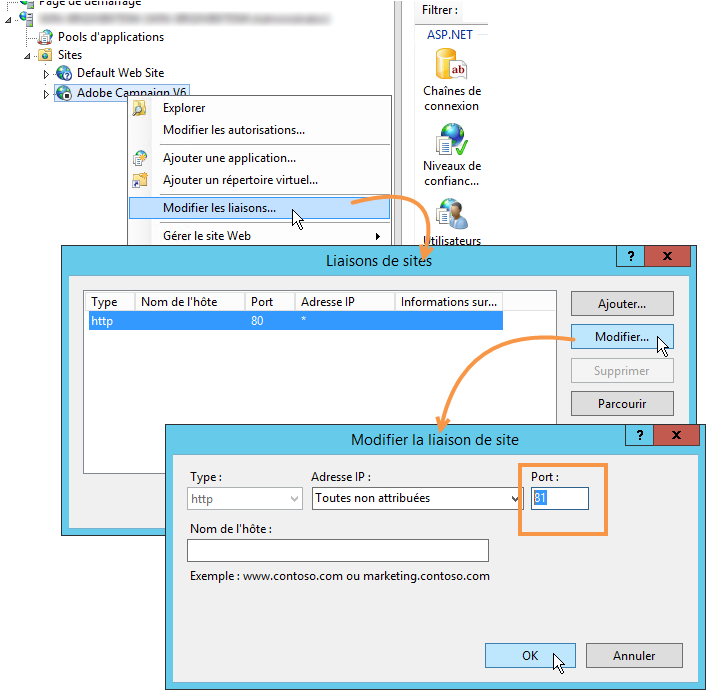 Page de démarrage
Pools d'applications
Sites
Default Web Site
Adobe Campaign V6
Explorer
Modifier les autorisations...
Ajouter une application...
Ajouter un répertoire virtuel...
Modifier les liaisons...
Gérer le site Web
Filtrer :
ASP.NET
ab
Chaînes de
connexion
Niveaux de
confianc...
Utilisateurs
Liaisons de sites
?
x
Type Nom de l'hôte Port Adresse IP Informations sur...
http 80 *
Ajouter...
Modifier...
Supprimer
Parcourir
Modifier la liaison de site
?
x
Type : Adresse IP : Port :
http Toutes non attribuées 81
Nom de l'hôte :
Exemple : www.contoso.com ou marketing.contoso.com
OK Annuler